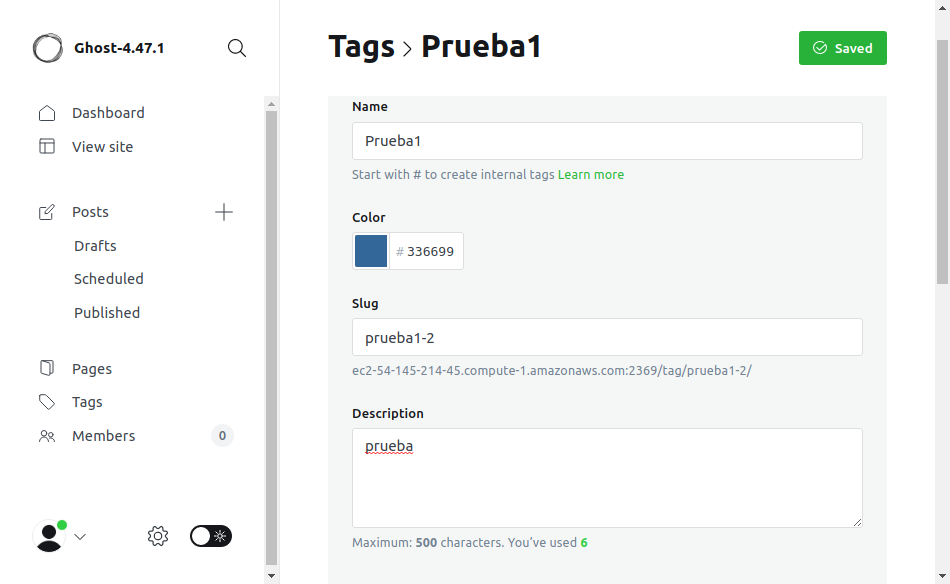 Ghost-4.47.1
Dashboard
View site
Posts
Drafts
Scheduled
Published
Pages
Tags
Members 0
Tags > Prueba1
Saved
Name
Prueba1
Start with # to create internal tags Learn more
Color
# 336699
Slug
prueba1-2
ec2-54-145-214-45.compute-1.amazonaws.com:2369/tag/prueba1-2/
Description
prueba
Maximum: 500 characters. You’ve used 6